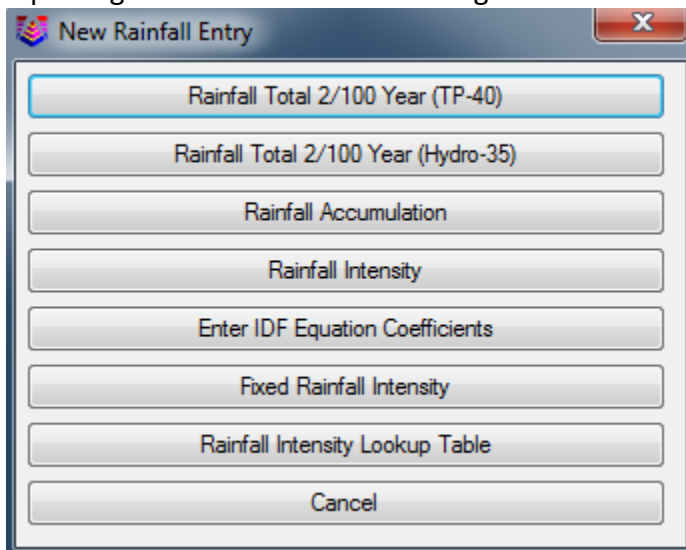 New Rainfall Entry
Rainfall Total 2/100 Year (TP-40)
Rainfall Total 2/100 Year (Hydro-35)
Rainfall Accumulation
Rainfall Intensity
Enter IDF Equation Coefficients
Fixed Rainfall Intensity
Rainfall Intensity Lookup Table
Cancel